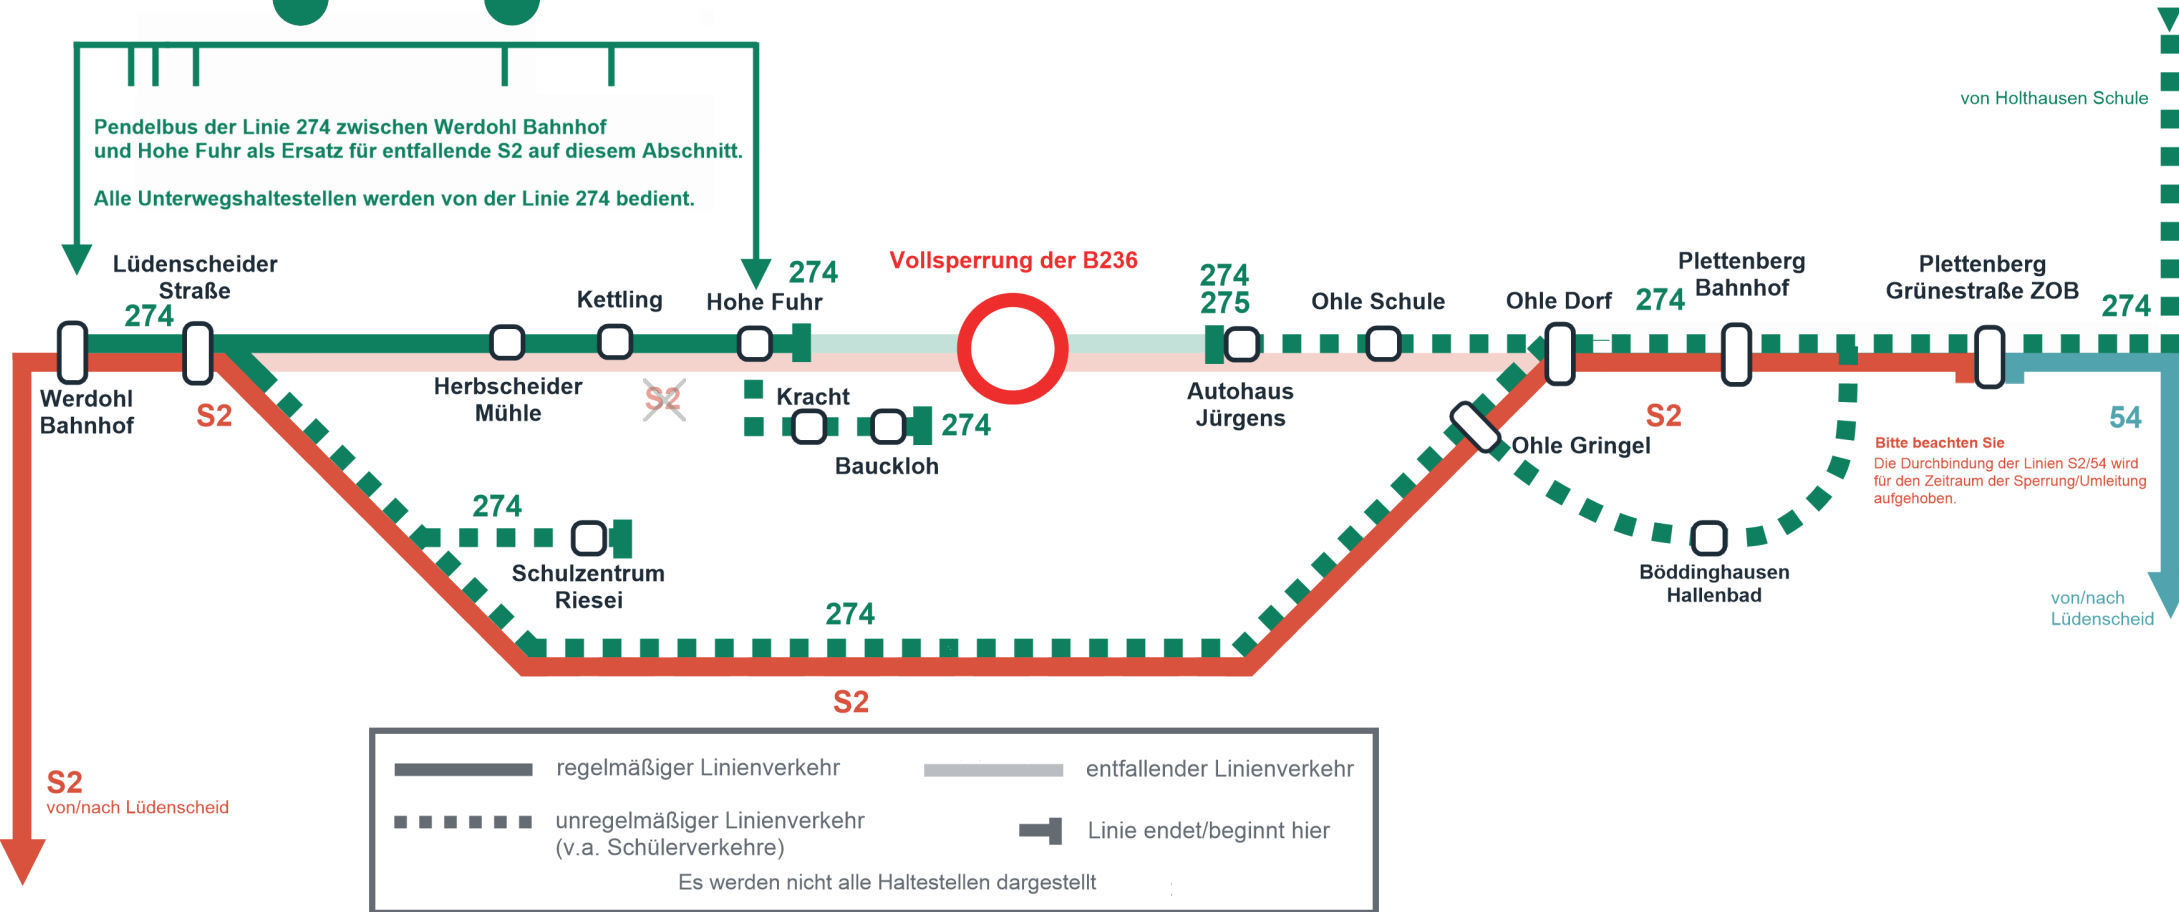 von Holthausen Schule
Pendelbus der Linie 274 zwischen Werdohl Bahnhof
und Hohe Fuhr als Ersatz für entfallende S2 auf diesem Abschnitt.
Alle Unterwegshaltestellen werden von der Linie 274 bedient.
Lüdenscheider
Straße
274
Kettling
Hohe Fuhr
274
Vollsperrung der B236
274
275
Ohle Schule
Ohle Dorf
274
Plettenberg
Bahnhof
Plettenberg
Grünestraße ZOB
274
Werdohl
Bahnhof
S2
Herbscheider
Mühle
S2
Kracht
274
Bauckloh
Autohaus
Jürgens
Ohle Gringel
S2
54
Bitte beachten Sie
Die Durchbindung der Linien S2/54 wird
für den Zeitraum der Sperrung/Umleitung
aufgehoben.
274
Schulzentrum
Riesei
Böddinghausen
Hallenbad
von/nach
Lüdenscheid
274
S2
S2
von/nach Lüdenscheid
regelmäßiger Linienverkehr
entfallender Linienverkehr
unregelmäßiger Linienverkehr
(v.a. Schülerverkehre)
Linie endet/beginnt hier
Es werden nicht alle Haltestellen dargestellt